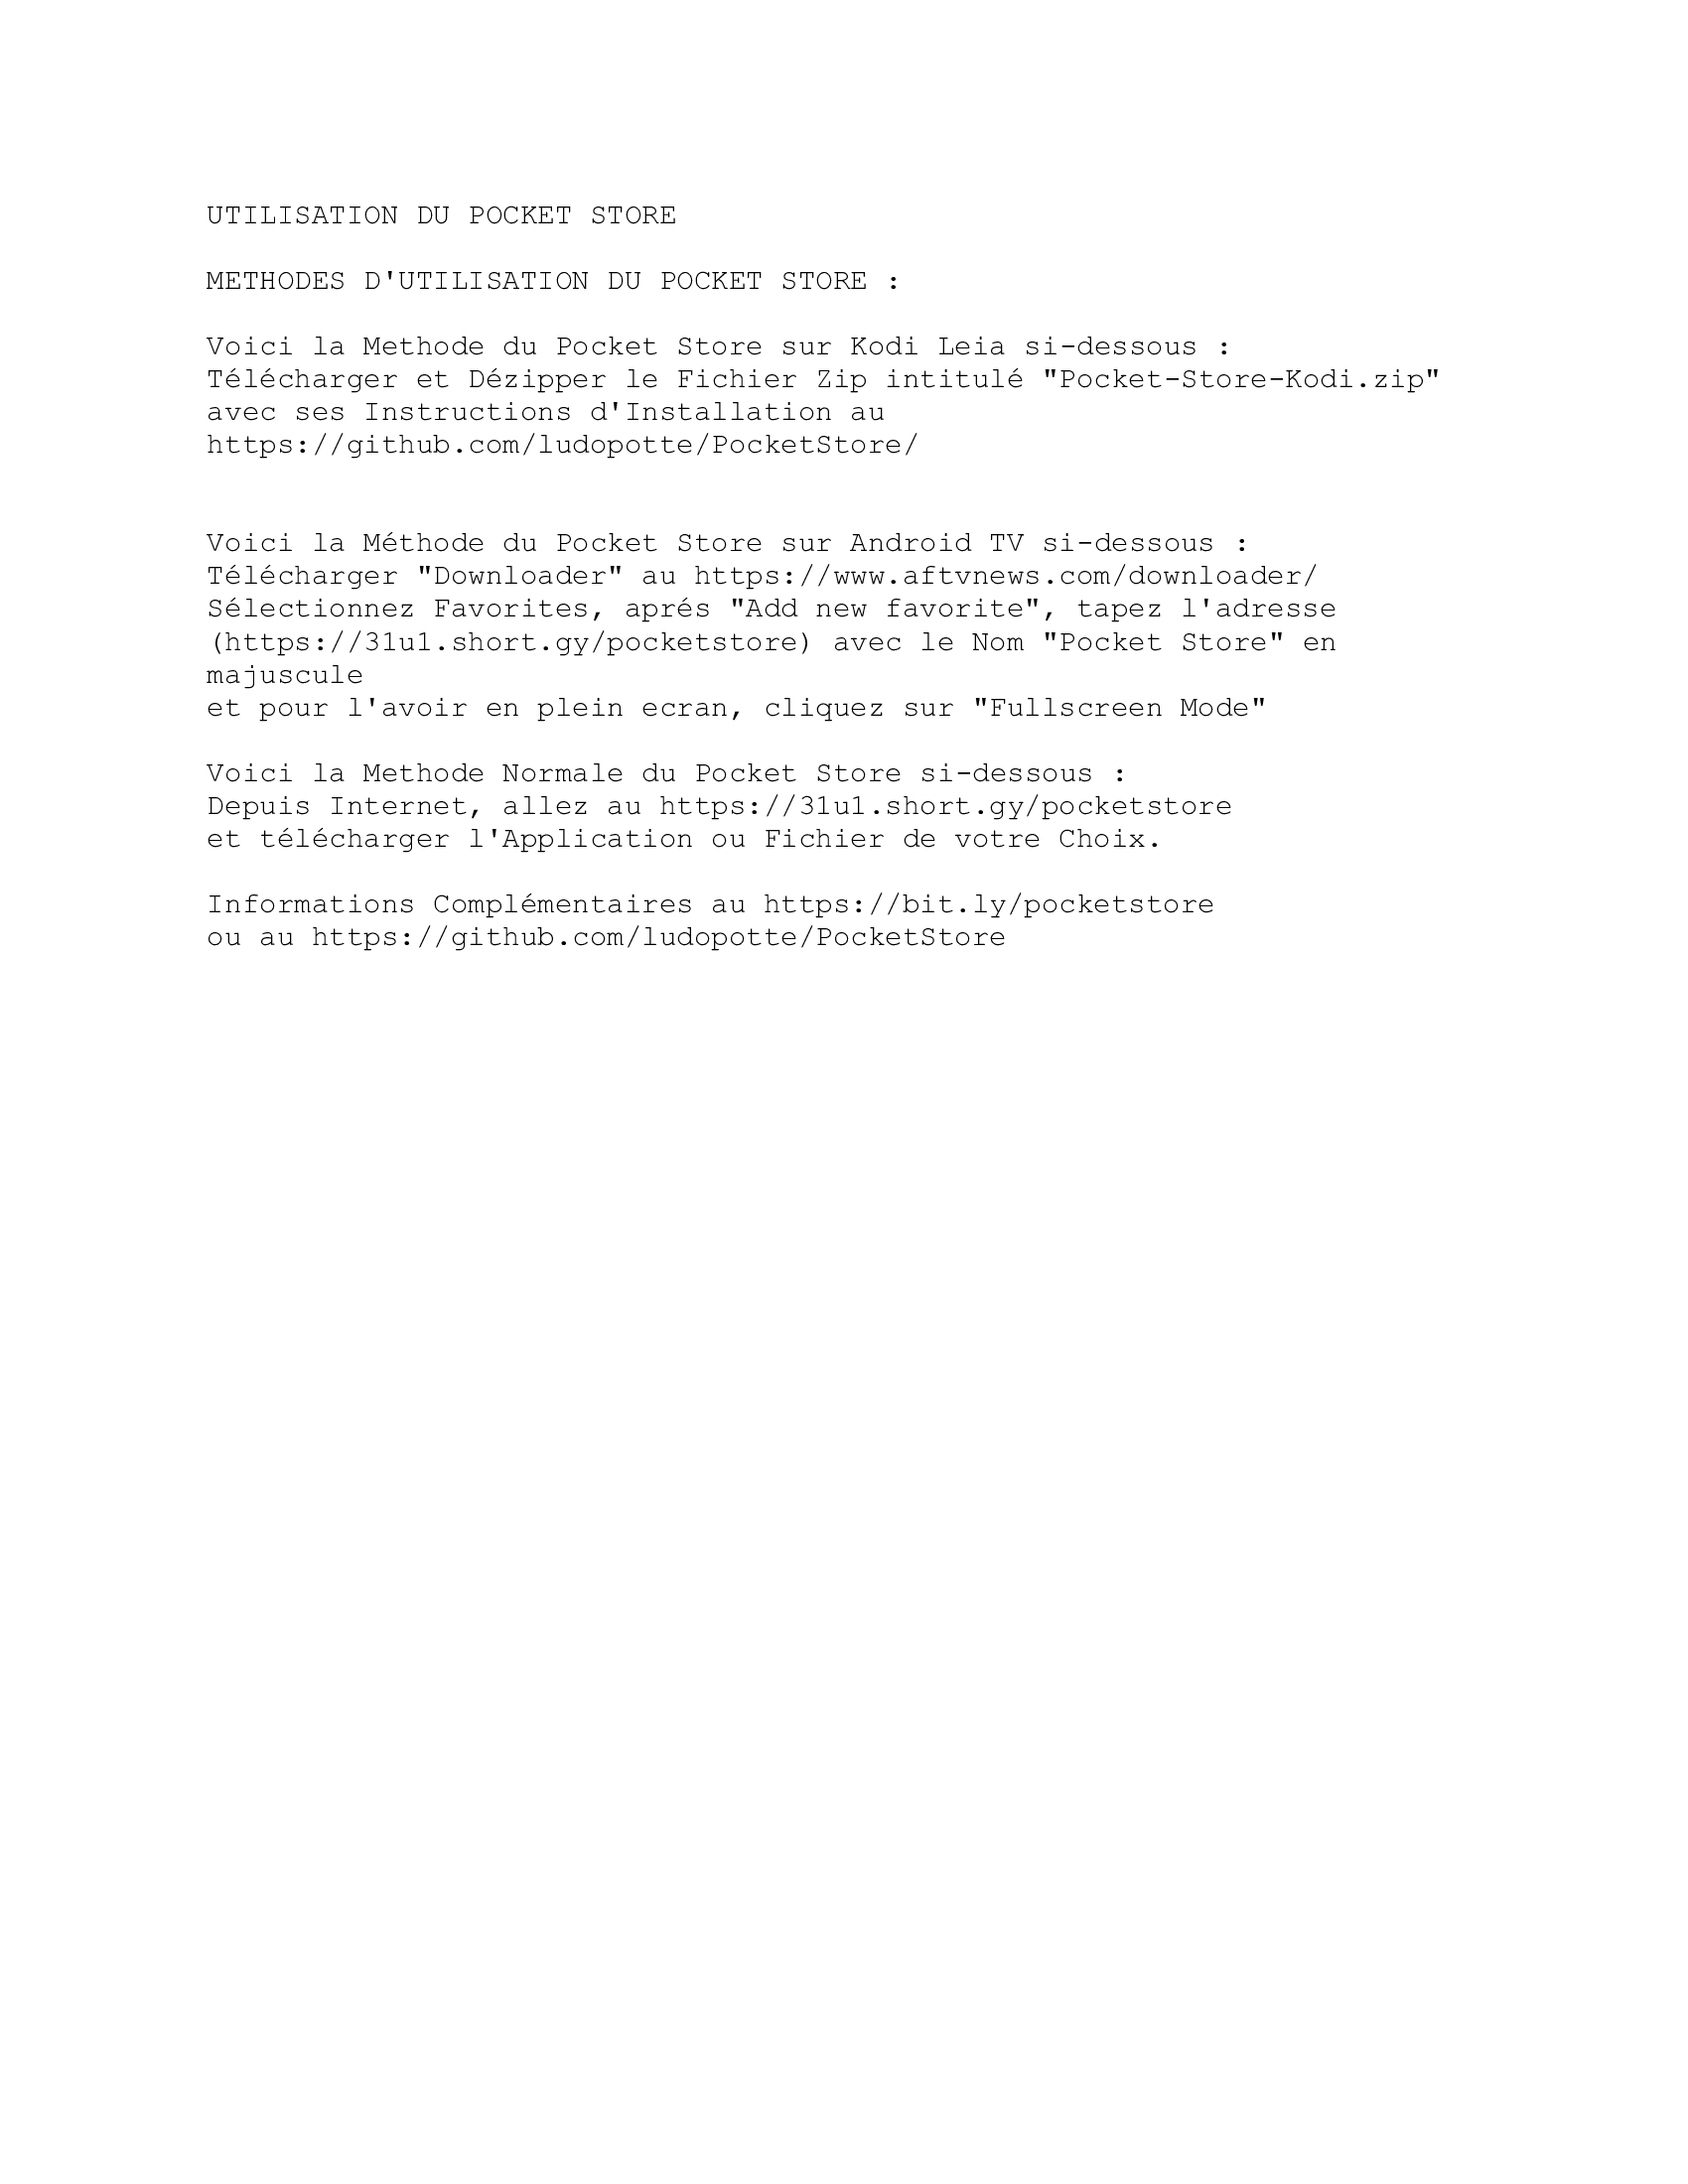 UTILISATION DU POCKET STORE
METHODES D'UTILISATION DU POCKET STORE :
Voici la Methode du Pocket Store sur Kodi Leia si-dessous :
Télécharger et Dézipper le Fichier Zip intitulé "Pocket-Store-Kodi.zip"
avec ses Instructions d'Installation au
https://github.com/ludopotte/PocketStore/
Voici la Méthode du Pocket Store sur Android TV si-dessous :
Télécharger "Downloader" au https://www.aftvnews.com/downloader/
Sélectionnez Favorites, aprés "Add new favorite", tapez l'adresse
(https://31u1.short.gy/pocketstore) avec le Nom "Pocket Store" en
majuscule
et pour l'avoir en plein ecran, cliquez sur "Fullscreen Mode"
Voici la Methode Normale du Pocket Store si-dessous :
Depuis Internet, allez au https://31u1.short.gy/pocketstore
et télécharger l'Application ou Fichier de votre Choix.
Informations Complémentaires au https://bit.ly/pocketstore
ou au https://github.com/ludopotte/PocketStore